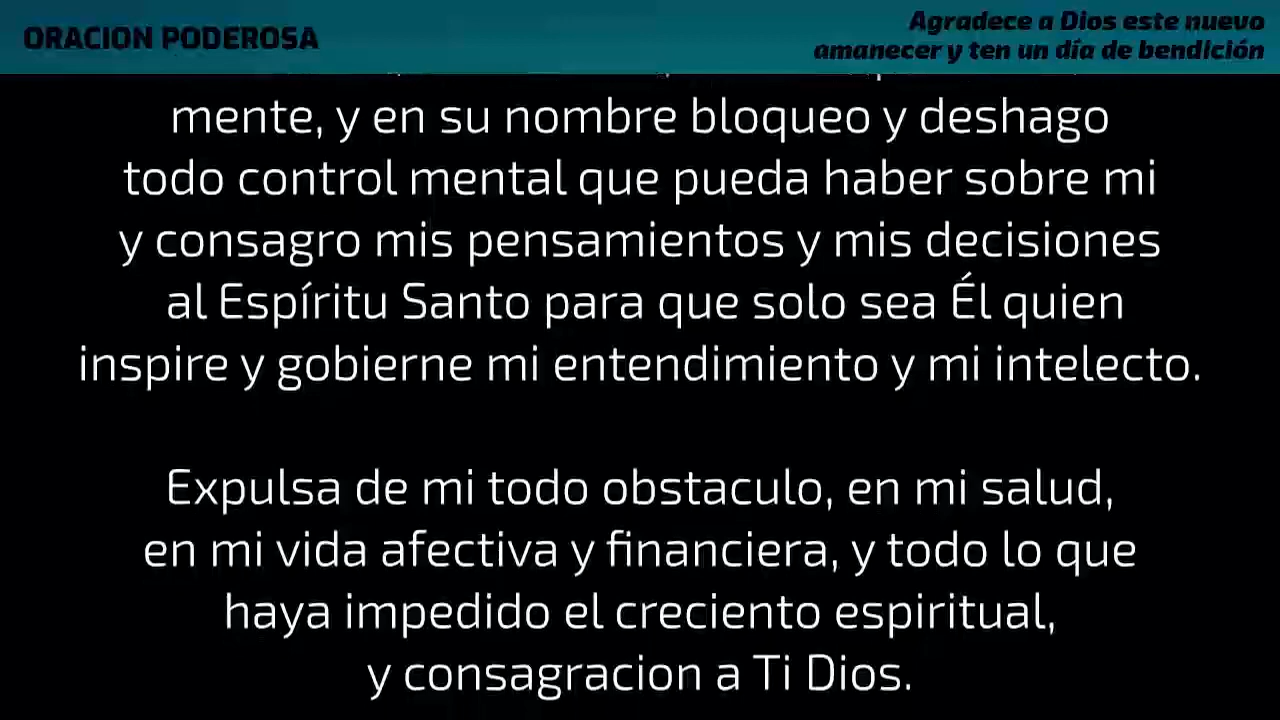 ORACION PODEROSA
Agradece a Dios este nuevo
amanecer y ten un día de bendición
mente, y en su nombre bloqueo y deshago
todo control mental que pueda haber sobre mi
y consagro mis pensamientos y mis decisiones
al Espíritu Santo para que solo sea Él quien
inspire y gobierne mi entendimiento y mi intelecto.
Expulsa de mi todo obstaculo, en mi salud,
en mi vida afectiva y financiera, y todo lo que
haya impedido el creciento espiritual,
y consagracion a Ti Dios.